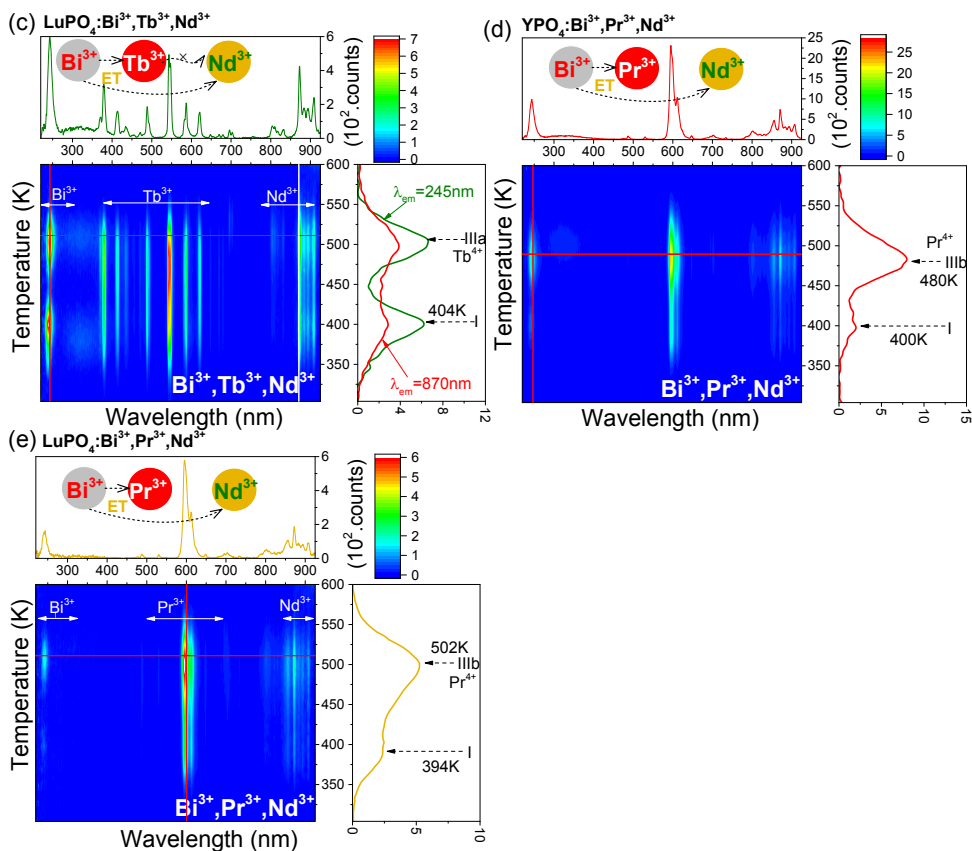 (c) LuPO₄:Bi³⁺,Tb³⁺,Nd³⁺
Bi³⁺ Tb³⁺ × Nd³⁺
ET
0 2 4 6
200 300 400 500 600 700 800 900
(10².counts)
0 1 2 3 4 5 6 7
Bi³⁺ Tb³⁺ Nd³⁺
Temperature (K)
350 400 450 500 550 600
Bi³⁺,Tb³⁺,Nd³⁺
Wavelength (nm)
λem=245nm
IIIa
Tb⁴⁺
404K
I
λem=870nm
0 4 8 12
(d) YPO₄:Bi³⁺,Pr³⁺,Nd³⁺
Bi³⁺ Pr³⁺ Nd³⁺
ET
0 5 10 15 20 25
300 400 500 600 700 800 900
(10².counts)
0 5 10 15 20 25
Temperature (K)
350 400 450 500 550 600
Bi³⁺,Pr³⁺,Nd³⁺
Wavelength (nm)
Pr⁴⁺
IIIb
480K
I
400K
0 5 10 15
(e) LuPO₄:Bi³⁺,Pr³⁺,Nd³⁺
Bi³⁺ Pr³⁺ Nd³⁺
ET
0 2 4 6
300 400 500 600 700 800 900
(10².counts)
0 1 2 3 4 5 6
Bi³⁺ Pr³⁺ Nd³⁺
Temperature (K)
350 400 450 500 550 600
Bi³⁺,Pr³⁺,Nd³⁺
Wavelength (nm)
502K
IIIb
Pr⁴⁺
I
394K
0 5 10